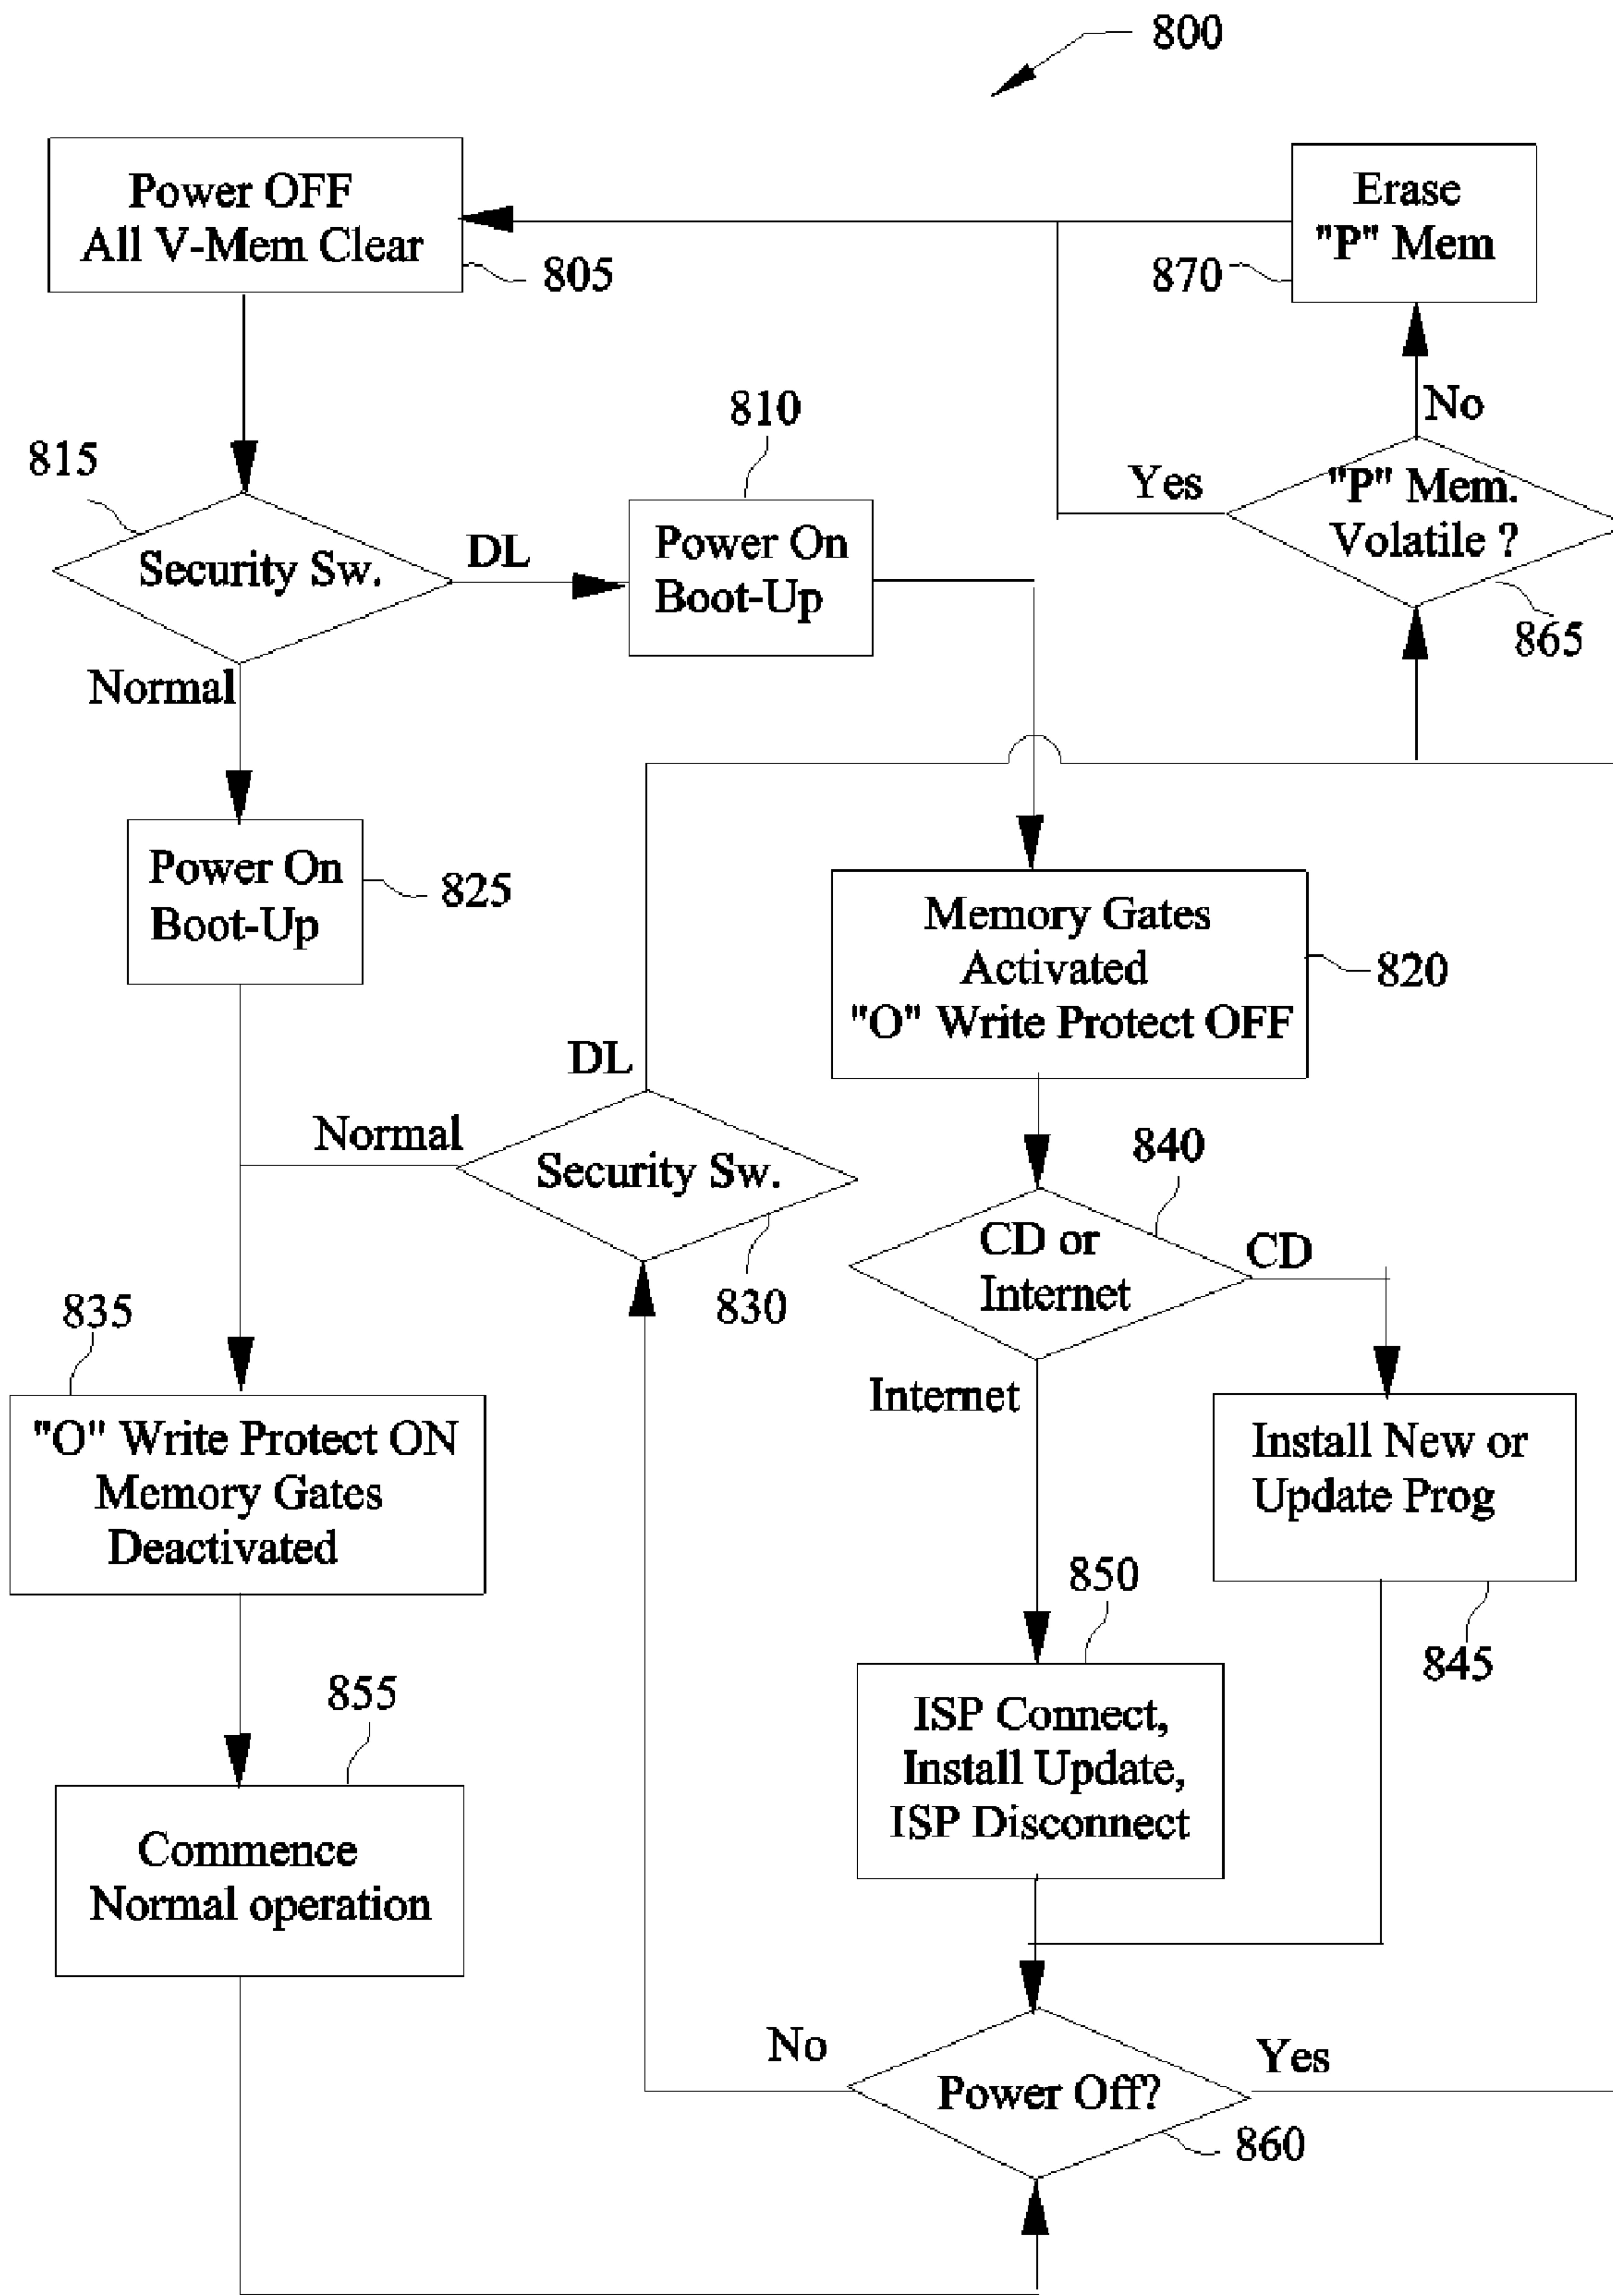 800
Power OFF
All V-Mem Clear
805
Erase
"P" Mem
870
No
810
815
Yes
"P" Mem.
Volatile ?
865
Security Sw.
DL
Power On
Boot-Up
Normal
Power On
Boot-Up
825
Memory Gates
Activated
"O" Write Protect OFF
820
DL
Normal
Security Sw.
830
840
CD or
Internet
CD
Internet
835
"O" Write Protect ON
Memory Gates
Deactivated
Install New or
Update Prog
845
850
ISP Connect,
Install Update,
ISP Disconnect
855
Commence
Normal operation
No
Power Off?
Yes
860